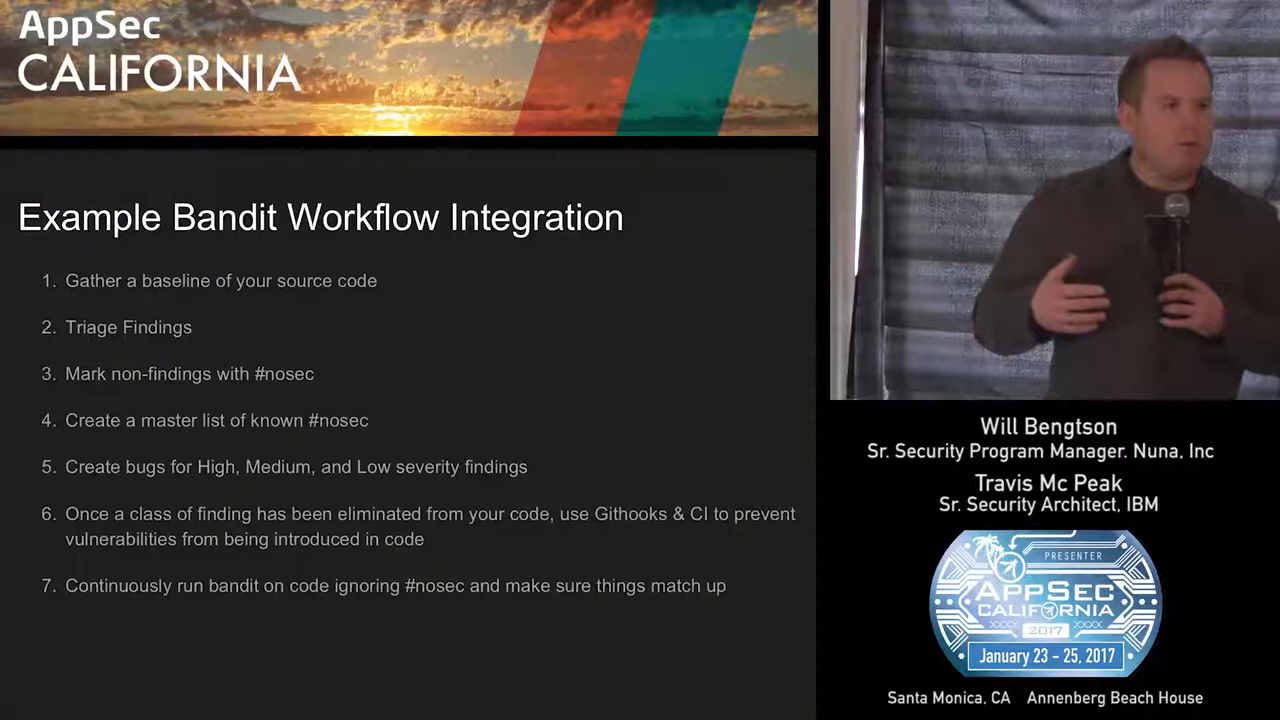 AppSec
CALIFORNIA
Example Bandit Workflow Integration
1. Gather a baseline of your source code
2. Triage Findings
3. Mark non-findings with #nosec
4. Create a master list of known #nosec
5. Create bugs for High, Medium, and Low severity findings
6. Once a class of finding has been eliminated from your code, use Githooks & CI to prevent
vulnerabilities from being introduced in code
7. Continuously run bandit on code ignoring #nosec and make sure things match up
Will Bengtson
Sr. Security Program Manager. Nuna, Inc
Travis Mc Peak
Sr. Security Architect, IBM
PRESENTER
APPSEC
CALIFORNIA
XXXX 2017 XXXX
January 23 - 25, 2017
Santa Monica, CA Annenberg Beach House